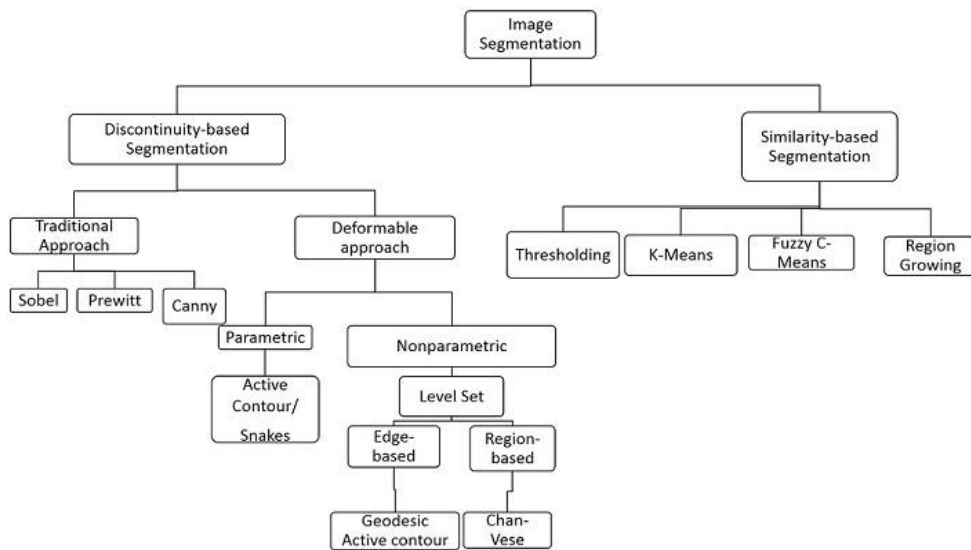 Image
Segmentation
Discontinuity-based
Segmentation
Similarity-based
Segmentation
Traditional
Approach
Deformable
approach
Thresholding
K-Means
Fuzzy C-
Means
Region
Growing
Sobel
Prewitt
Canny
Parametric
Nonparametric
Active
Contour/
Snakes
Level Set
Edge-
based
Region-
based
Geodesic
Active contour
Chan-
Vese